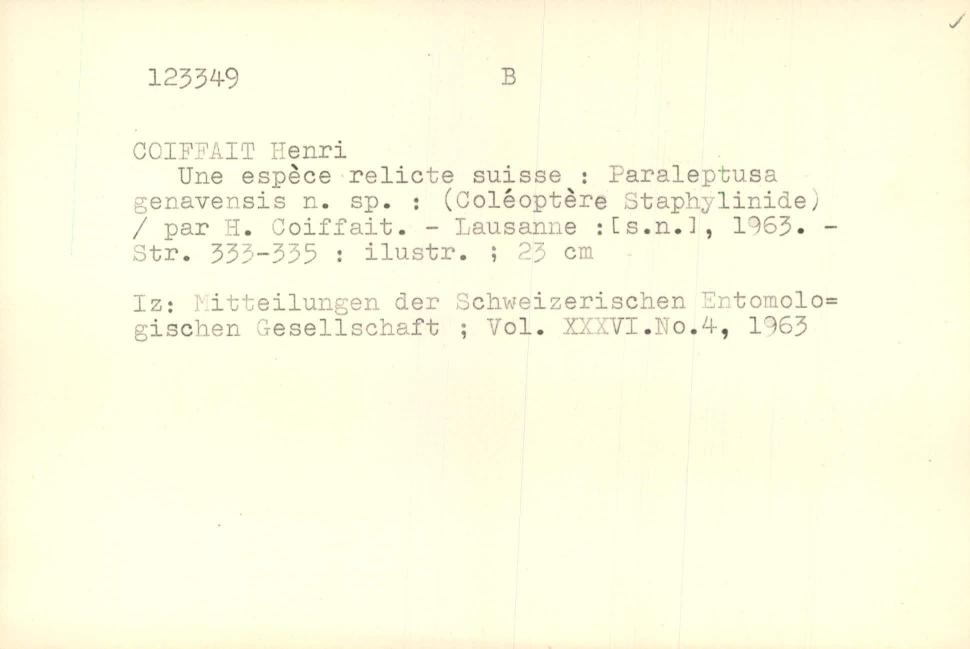 123349 B
COIFFAIT Henri
Une espèce relicte suisse : Paraleptusa
genavensis n. sp. : (Coléoptère Staphylinide)
/ par H. Coiffait. - Lausanne :[s.n.], 1963. -
Str. 333-335 : ilustr. ; 23 cm
Iz: Mitteilungen der Schweizerischen Entomolo=
gischen Gesellschaft ; Vol. XXXVI.No.4, 1963